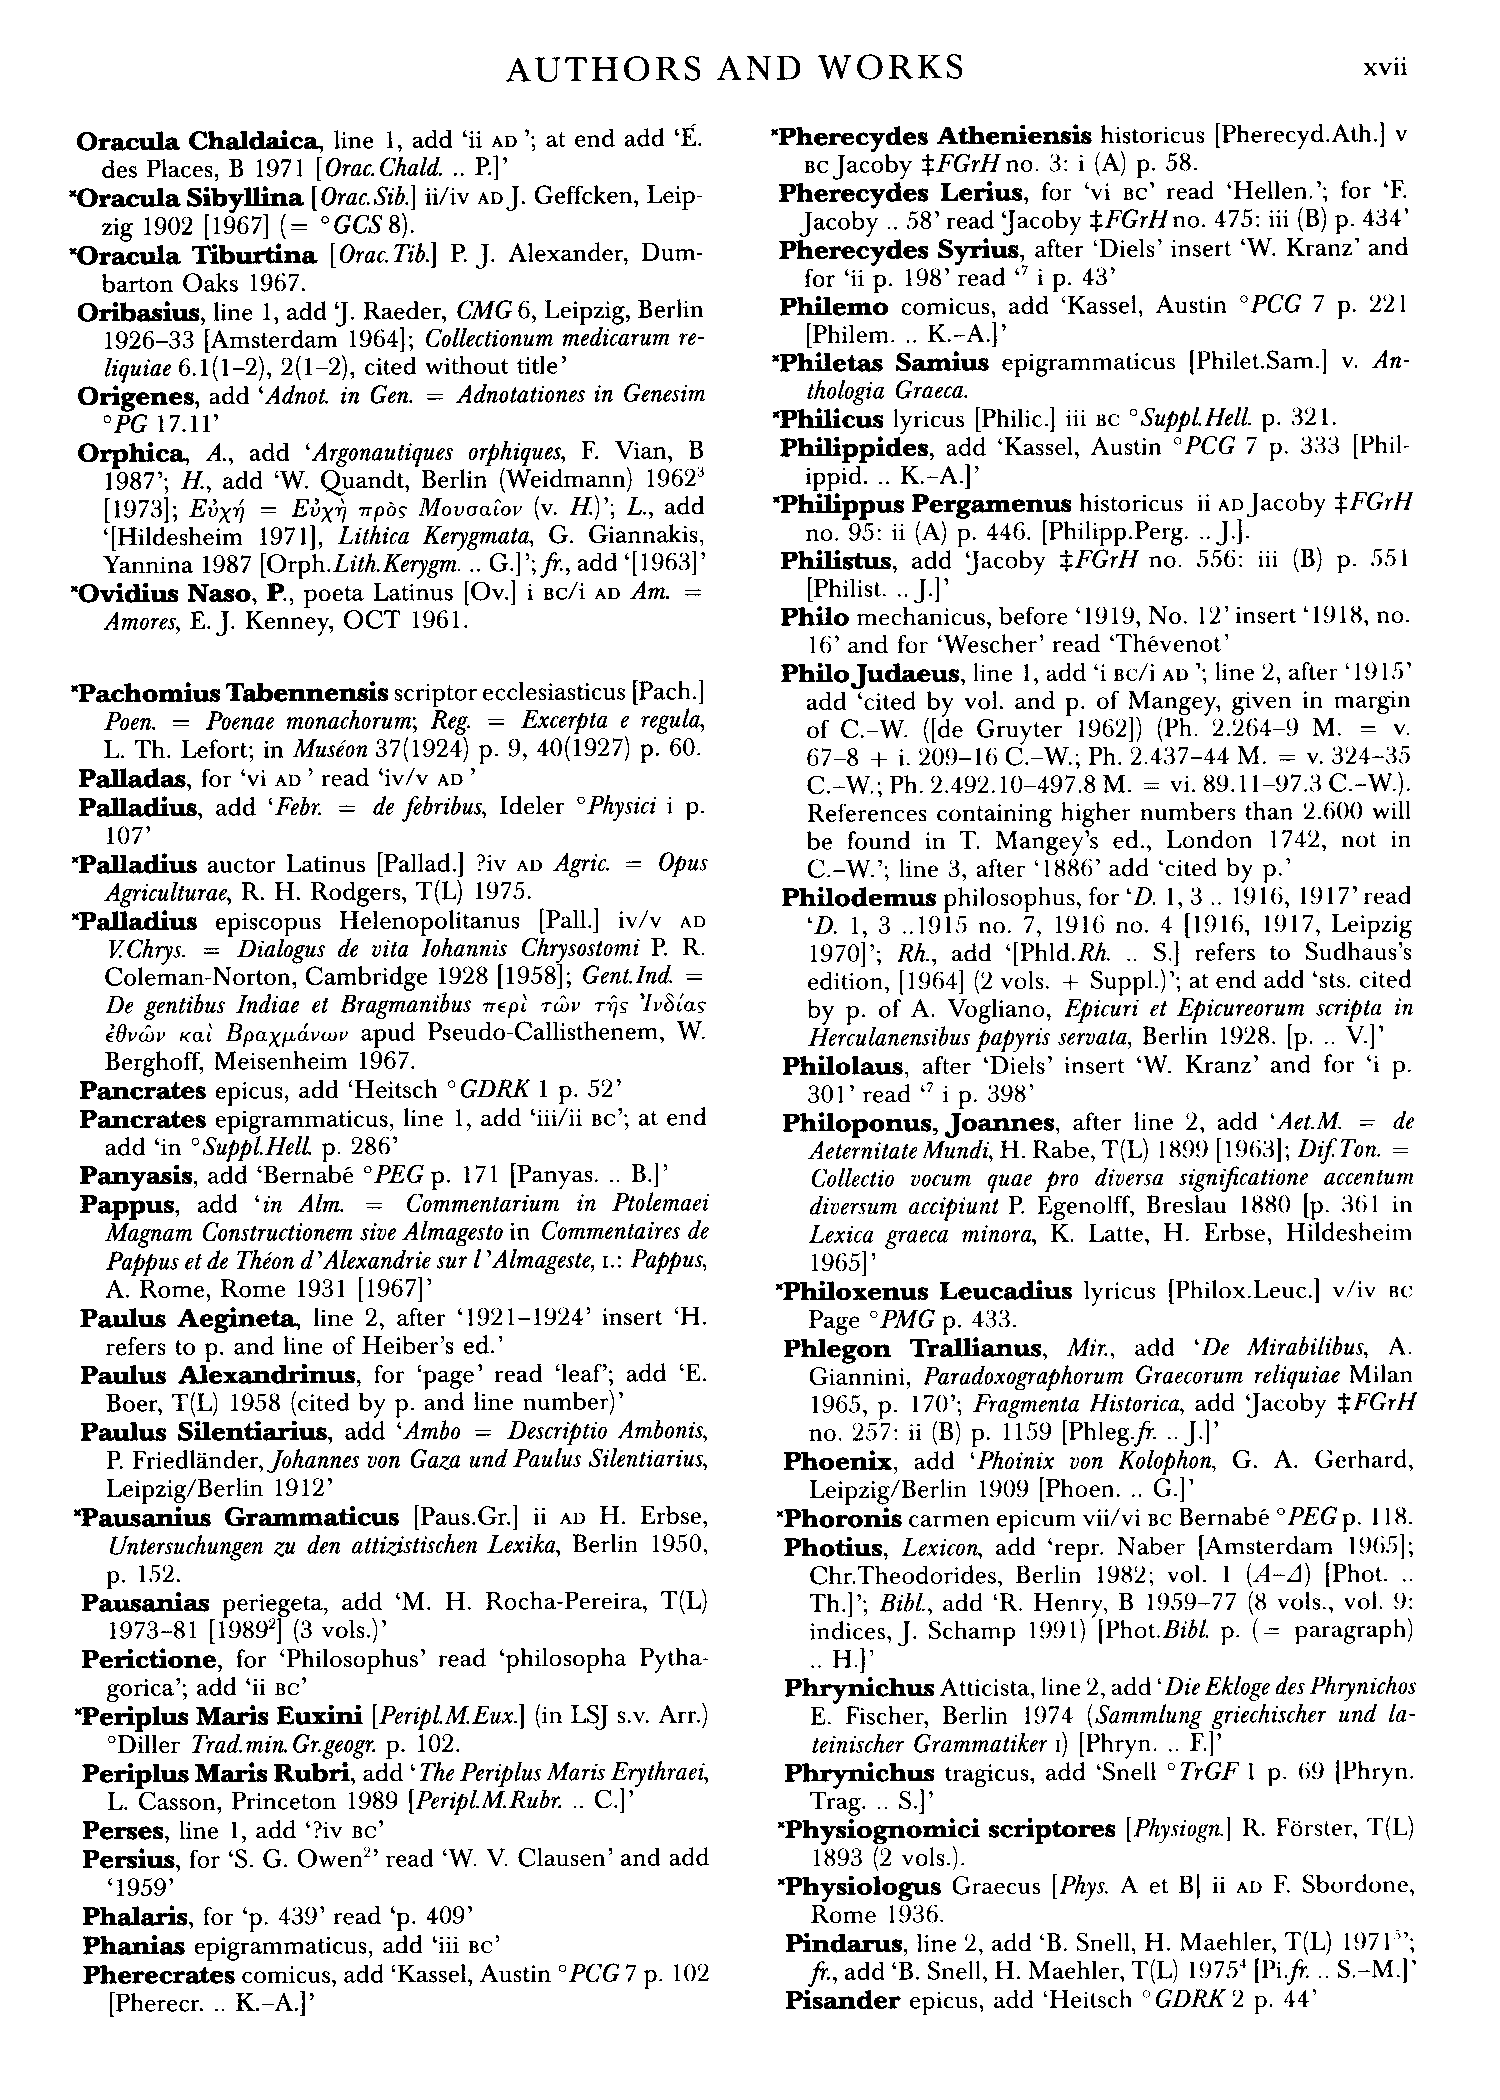 AUTHORS AND WORKS
xvii
Oracula Chaldaica, line 1, add ‘ii AD ’; at end add ‘É.
des Places, B 1971 [Orac.Chald. .. P.]’
*Oracula Sibyllina [Orac.Sib.] ii/iv AD J. Geffcken, Leip-
zig 1902 [1967] (= °GCS 8).
*Oracula Tiburtina [Orac.Tib.] P. J. Alexander, Dum-
barton Oaks 1967.
Oribasius, line 1, add ‘J. Raeder, CMG 6, Leipzig, Berlin
1926–33 [Amsterdam 1964]; Collectionum medicarum re-
liquiae 6.1(1–2), 2(1–2), cited without title’
Origenes, add ‘Adnot. in Gen. = Adnotationes in Genesim
°PG 17.11’
Orphica, A., add ‘Argonautiques orphiques, F. Vian, B
1987’; H., add ‘W. Quandt, Berlin (Weidmann) 1962³
[1973]; Εὐχή = Εὐχὴ πρὸς Μουσαῖον (v. H.)’; L., add
‘[Hildesheim 1971], Lithica Kerygmata, G. Giannakis,
Yannina 1987 [Orph.Lith.Kerygm. .. G.]’; fr., add ‘[1963]’
*Ovidius Naso, P., poeta Latinus [Ov.] i BC/i AD Am. =
Amores, E. J. Kenney, OCT 1961.
*Pachomius Tabennensis scriptor ecclesiasticus [Pach.]
Poen. = Poenae monachorum; Reg. = Excerpta e regula,
L. Th. Lefort; in Muséon 37(1924) p. 9, 40(1927) p. 60.
Palladas, for ‘vi AD ’ read ‘iv/v AD ’
Palladius, add ‘Febr. = de febribus, Ideler °Physici i p.
107’
*Palladius auctor Latinus [Pallad.] ?iv AD Agric. = Opus
Agriculturae, R. H. Rodgers, T(L) 1975.
*Palladius episcopus Helenopolitanus [Pall.] iv/v AD
V.Chrys. = Dialogus de vita Iohannis Chrysostomi P. R.
Coleman-Norton, Cambridge 1928 [1958]; Gent.Ind. =
De gentibus Indiae et Bragmanibus περὶ τῶν τῆς Ἰνδίας
ἐθνῶν καὶ Βραχμάνων apud Pseudo-Callisthenem, W.
Berghoff, Meisenheim 1967.
Pancrates epicus, add ‘Heitsch °GDRK 1 p. 52’
Pancrates epigrammaticus, line 1, add ‘iii/ii BC’; at end
add ‘in °Suppl.Hell. p. 286’
Panyasis, add ‘Bernabé °PEG p. 171 [Panyas. .. B.]’
Pappus, add ‘in Alm. = Commentarium in Ptolemaei
Magnam Constructionem sive Almagesto in Commentaires de
Pappus et de Théon d’Alexandrie sur l’Almageste, I.: Pappus,
A. Rome, Rome 1931 [1967]’
Paulus Aegineta, line 2, after ‘1921–1924’ insert ‘H.
refers to p. and line of Heiber’s ed.’
Paulus Alexandrinus, for ‘page’ read ‘leaf’; add ‘E.
Boer, T(L) 1958 (cited by p. and line number)’
Paulus Silentiarius, add ‘Ambo = Descriptio Ambonis,
P. Friedländer, Johannes von Gaza und Paulus Silentiarius,
Leipzig/Berlin 1912’
*Pausanius Grammaticus [Paus.Gr.] ii AD H. Erbse,
Untersuchungen zu den attizistischen Lexika, Berlin 1950,
p. 152.
Pausanias periegeta, add ‘M. H. Rocha-Pereira, T(L)
1973–81 [1989²] (3 vols.)’
Perictione, for ‘Philosophus’ read ‘philosopha Pytha-
gorica’; add ‘ii BC’
*Periplus Maris Euxini [Peripl.M.Eux.] (in LSJ s.v. Arr.)
°Diller Trad.min.Gr.geogr. p. 102.
Periplus Maris Rubri, add ‘The Periplus Maris Erythraei,
L. Casson, Princeton 1989 [Peripl.M.Rubr. .. C.]’
Perses, line 1, add ‘?iv BC’
Persius, for ‘S. G. Owen²’ read ‘W. V. Clausen’ and add
‘1959’
Phalaris, for ‘p. 439’ read ‘p. 409’
Phanias epigrammaticus, add ‘iii BC’
Pherecrates comicus, add ‘Kassel, Austin °PCG 7 p. 102
[Pherecr. .. K.–A.]’
*Pherecydes Atheniensis historicus [Pherecyd.Ath.] v
BC Jacoby ‡FGrH no. 3: i (A) p. 58.
Pherecydes Lerius, for ‘vi BC’ read ‘Hellen.’; for ‘F.
Jacoby .. 58’ read ‘Jacoby ‡FGrH no. 475: iii (B) p. 434’
Pherecydes Syrius, after ‘Diels’ insert ‘W. Kranz’ and
for ‘ii p. 198’ read ‘⁷ i p. 43’
Philemo comicus, add ‘Kassel, Austin °PCG 7 p. 221
[Philem. .. K.–A.]’
*Philetas Samius epigrammaticus [Philet.Sam.] v. An-
thologia Graeca.
*Philicus lyricus [Philic.] iii BC °Suppl.Hell. p. 321.
Philippides, add ‘Kassel, Austin °PCG 7 p. 333 [Phil-
ippid. .. K.–A.]’
*Philippus Pergamenus historicus ii AD Jacoby ‡FGrH
no. 95: ii (A) p. 446. [Philipp.Perg. .. J.].
Philistus, add ‘Jacoby ‡FGrH no. 556: iii (B) p. 551
[Philist. .. J.]’
Philo mechanicus, before ‘1919, No. 12’ insert ‘1918, no.
16’ and for ‘Wescher’ read ‘Thévenot’
Philo Judaeus, line 1, add ‘i BC/i AD ’; line 2, after ‘1915’
add ‘cited by vol. and p. of Mangey, given in margin
of C.–W. ([de Gruyter 1962]) (Ph. 2.264–9 M. = v.
67–8 + i. 209–16 C.–W.; Ph. 2.437–44 M. = v. 324–35
C.–W.; Ph. 2.492.10–497.8 M. = vi. 89.11–97.3 C.–W.).
References containing higher numbers than 2.600 will
be found in T. Mangey’s ed., London 1742, not in
C.–W.’; line 3, after ‘1886’ add ‘cited by p.’
Philodemus philosophus, for ‘D. 1, 3 .. 1916, 1917’ read
‘D. 1, 3 ..1915 no. 7, 1916 no. 4 [1916, 1917, Leipzig
1970]’; Rh., add ‘[Phld.Rh. .. S.] refers to Sudhaus’s
edition, [1964] (2 vols. + Suppl.)’; at end add ‘sts. cited
by p. of A. Vogliano, Epicuri et Epicureorum scripta in
Herculanensibus papyris servata, Berlin 1928. [p. .. V.]’
Philolaus, after ‘Diels’ insert ‘W. Kranz’ and for ‘i p.
301’ read ‘⁷ i p. 398’
Philoponus, Joannes, after line 2, add ‘Aet.M. = de
Aeternitate Mundi, H. Rabe, T(L) 1899 [1963]; Dif.Ton. =
Collectio vocum quae pro diversa significatione accentum
diversum accipiunt P. Egenolff, Breslau 1880 [p. 361 in
Lexica graeca minora, K. Latte, H. Erbse, Hildesheim
1965]’
*Philoxenus Leucadius lyricus [Philox.Leuc.] v/iv BC
Page °PMG p. 433.
Phlegon Trallianus, Mir., add ‘De Mirabilibus, A.
Giannini, Paradoxographorum Graecorum reliquiae Milan
1965, p. 170’; Fragmenta Historica, add ‘Jacoby ‡FGrH
no. 257: ii (B) p. 1159 [Phleg.fr. .. J.]’
Phoenix, add ‘Phoinix von Kolophon, G. A. Gerhard,
Leipzig/Berlin 1909 [Phoen. .. G.]’
*Phoronis carmen epicum vii/vi BC Bernabé °PEG p. 118.
Photius, Lexicon, add ‘repr. Naber [Amsterdam 1965];
Chr.Theodorides, Berlin 1982; vol. 1 (Α–Δ) [Phot. ..
Th.]’; Bibl., add ‘R. Henry, B 1959–77 (8 vols., vol. 9:
indices, J. Schamp 1991) [Phot.Bibl. p. (= paragraph)
.. H.]’
Phrynichus Atticista, line 2, add ‘Die Ekloge des Phrynichos
E. Fischer, Berlin 1974 (Sammlung griechischer und la-
teinischer Grammatiker I) [Phryn. .. F.]’
Phrynichus tragicus, add ‘Snell °TrGF 1 p. 69 [Phryn.
Trag. .. S.]’
*Physiognomici scriptores [Physiogn.] R. Förster, T(L)
1893 (2 vols.).
*Physiologus Graecus [Phys. A et B] ii AD F. Sbordone,
Rome 1936.
Pindarus, line 2, add ‘B. Snell, H. Maehler, T(L) 1971⁵’;
fr., add ‘B. Snell, H. Maehler, T(L) 1975⁴ [Pi.fr. .. S.–M.]’
Pisander epicus, add ‘Heitsch °GDRK 2 p. 44’